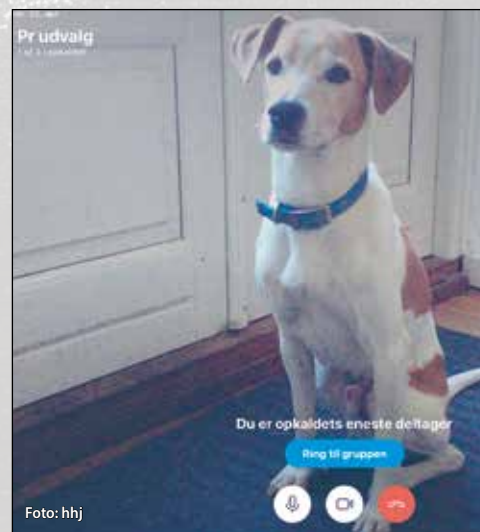 Pr udvalg
Du er opkaldets eneste deltager
Ring til gruppen
Foto: hhj